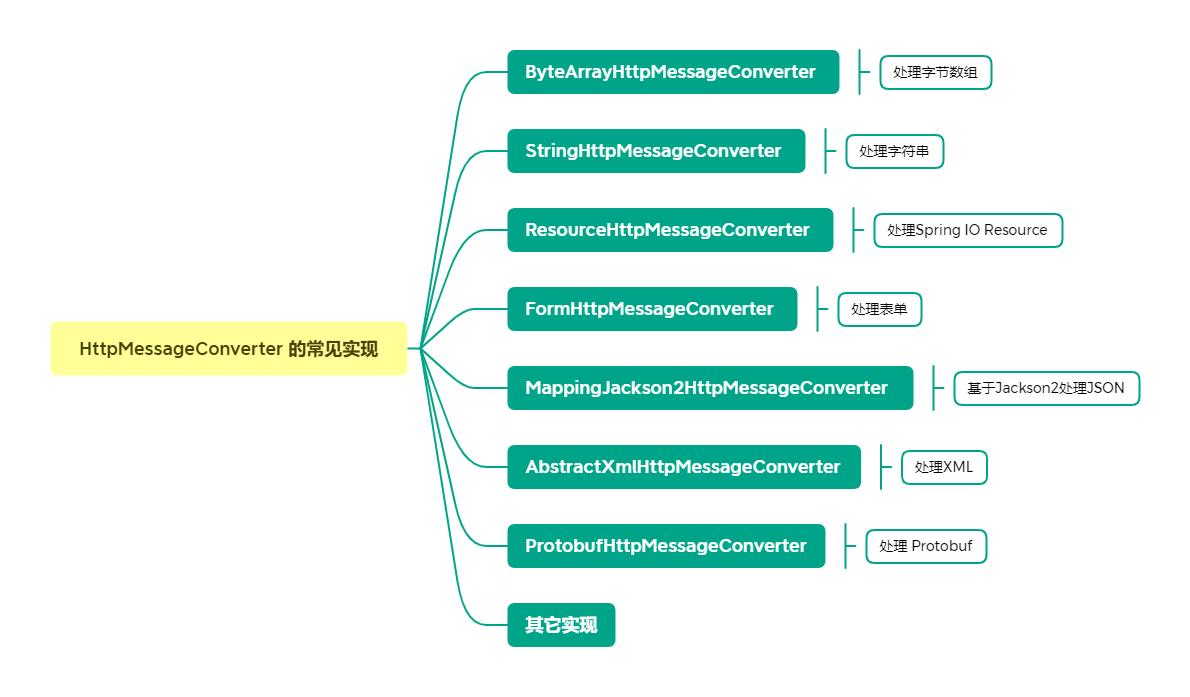 ByteArrayHttpMessageConverter
处理字节数组
StringHttpMessageConverter
处理字符串
ResourceHttpMessageConverter
处理Spring IO Resource
FormHttpMessageConverter
处理表单
HttpMessageConverter 的常见实现
MappingJackson2HttpMessageConverter
基于Jackson2处理JSON
AbstractXmlHttpMessageConverter
处理XML
ProtobufHttpMessageConverter
处理 Protobuf
其它实现